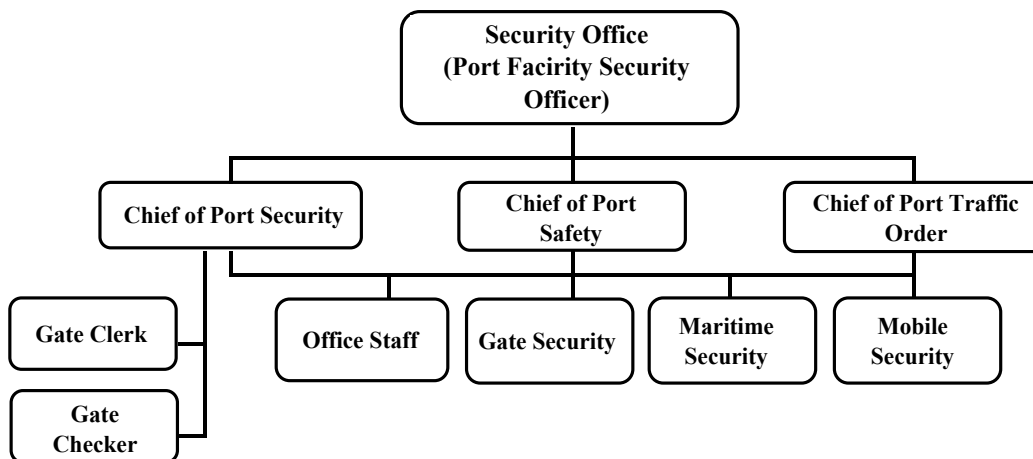 Security Office
(Port Facirity Security
Officer)
Chief of Port Security
Chief of Port
Safety
Chief of Port Traffic
Order
Gate Clerk
Office Staff
Gate Security
Maritime
Security
Mobile
Security
Gate
Checker